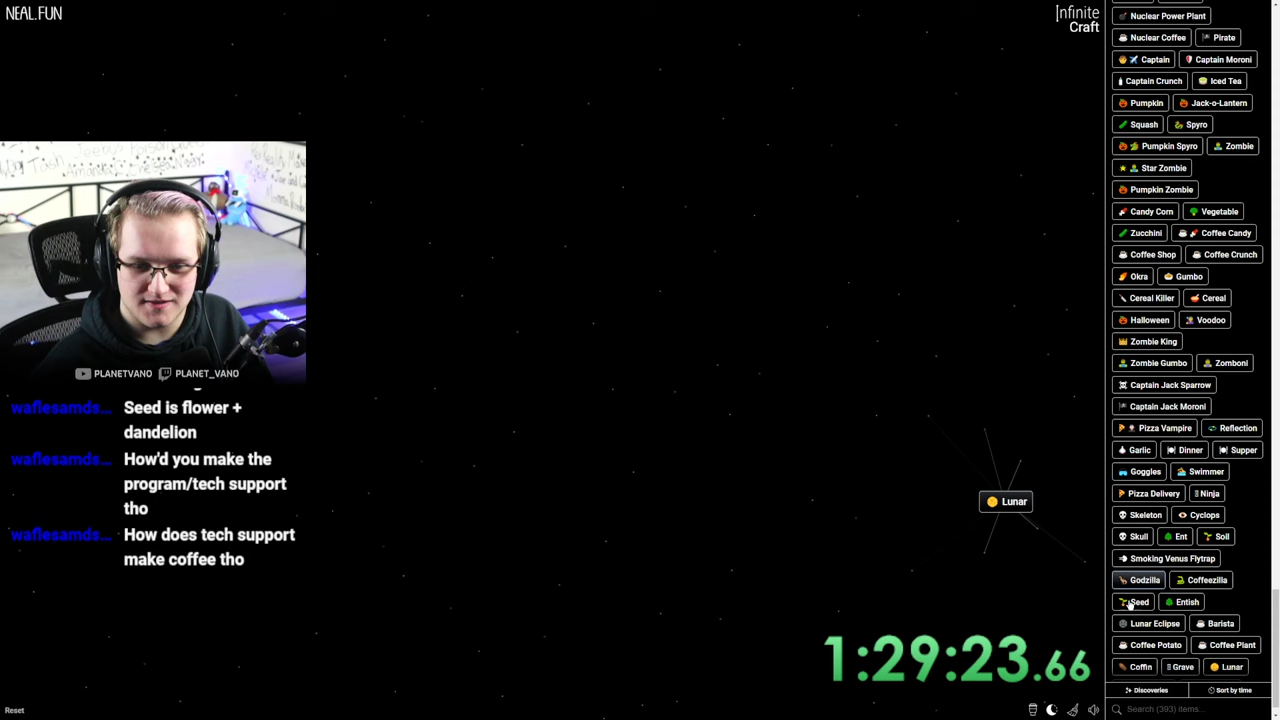 NEAL.FUN
Infinite
Craft
Nuclear Power Plant
Nuclear Coffee
Pirate
Captain
Captain Moroni
Captain Crunch
Iced Tea
Pumpkin
Jack-o-Lantern
Squash
Spyro
Pumpkin Spyro
Zombie
Star Zombie
Pumpkin Zombie
Candy Corn
Vegetable
Zucchini
Coffee Candy
Coffee Shop
Coffee Crunch
Okra
Gumbo
Cereal Killer
Cereal
Halloween
Voodoo
Zombie King
Zombie Gumbo
Zomboni
Captain Jack Sparrow
Captain Jack Moroni
Pizza Vampire
Reflection
Garlic
Dinner
Supper
Goggles
Swimmer
Pizza Delivery
Ninja
Skeleton
Cyclops
Skull
Ent
Soil
Smoking Venus Flytrap
Godzilla
Coffeezilla
Seed
Entish
Lunar Eclipse
Barista
Coffee Potato
Coffee Plant
Coffin
Grave
Lunar
Discoveries
Sort by time
Search (393) items...
PLANETVANO PLANET_VANO
waflesamds... Seed is flower +
dandelion
waflesamds... How'd you make the
program/tech support
tho
waflesamds... How does tech support
make coffee tho
Lunar
1:29:23.66
Reset